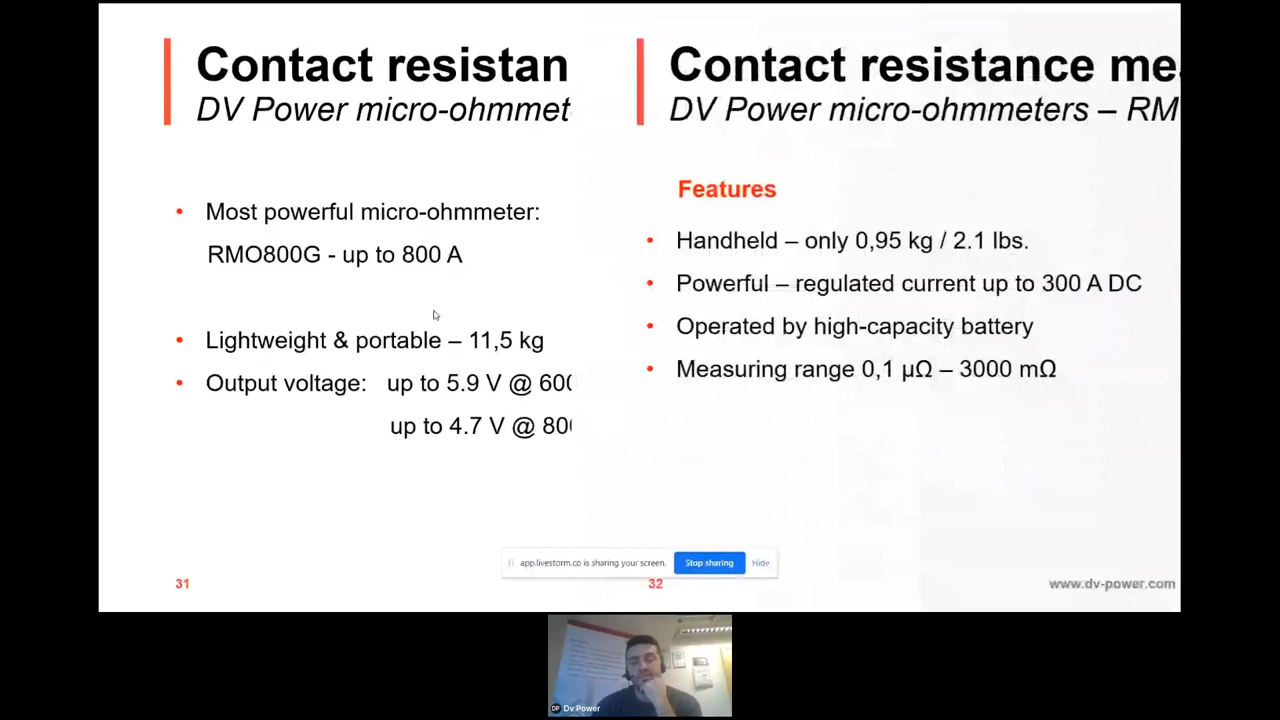 Contact resistan
DV Power micro-ohmmet
• Most powerful micro-ohmmeter:
RMO800G - up to 800 A
• Lightweight & portable – 11,5 kg
• Output voltage: up to 5.9 V @ 600
up to 4.7 V @ 800
31
Contact resistance mea
DV Power micro-ohmmeters – RM
Features
• Handheld – only 0,95 kg / 2.1 lbs.
• Powerful – regulated current up to 300 A DC
• Operated by high-capacity battery
• Measuring range 0,1 µΩ – 3000 mΩ
app.livestorm.co is sharing your screen.
Stop sharing
Hide
32
www.dv-power.com
DP Dv Power